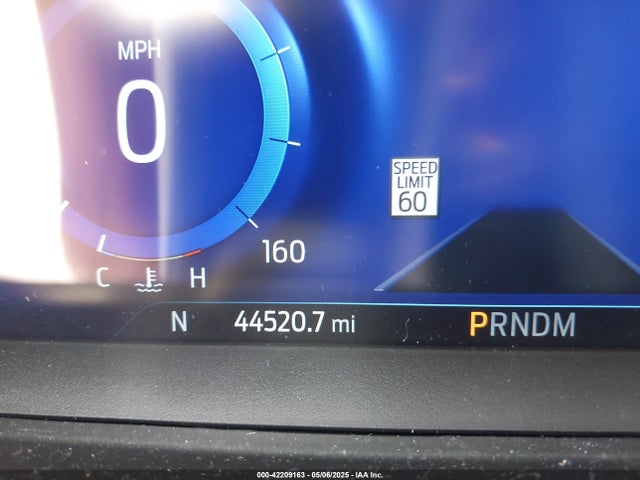 MPH
0
SPEED
LIMIT
60
160
C H
N 44520.7 mi PRNDM
000-42209163 - 05/06/2025 - IAA Inc.